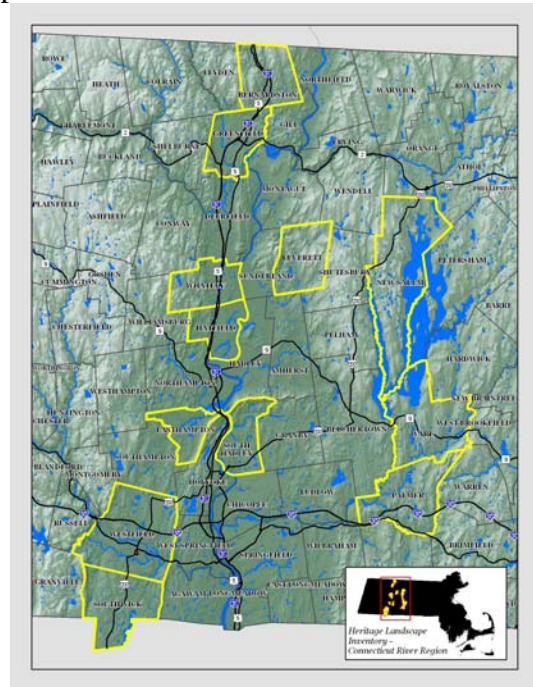 ROWE
HEATH
COLRAIN
LEYDEN
BERNARDSTON
NORTHFIELD
WARWICK
ROYALSTON
CHARLEMONT
GREENFIELD
GILL
SHELBURNE
ERVING
ORANGE
HAWLEY
BUCKLAND
ATHOL
MONTAGUE
WENDELL
PHILLIPSTON
PLAINFIELD
ASHFIELD
CONWAY
DEERFIELD
LEVERETT
SHUTESBURY
PETERSHAM
GOSHEN
CUMMINGTON
WHATELY
SUNDERLAND
NEW SALEM
CHESTERFIELD
WILLIAMSBURG
HATFIELD
BARRE
PELHAM
HARDWICK
WORTHINGTON
HADLEY
AMHERST
WESTHAMPTON
NORTHAMPTON
NEW BRAINTREE
HUNTINGTON
CHESTER
EASTHAMPTON
SOUTH
HADLEY
GRANBY
BELCHERTOWN
WARE
WEST BROOKFIELD
SOUTHAMPTON
BLANDFORD
MONTGOMERY
HOLYOKE
LUDLOW
PALMER
WARREN
RUSSELL
CHICOPEE
WESTFIELD
WEST SPRINGFIELD
SPRINGFIELD
WILBRAHAM
BRIMFIELD
GRANVILLE
SOUTHWICK
AGAWAM
LONGMEADOW
EAST LONGMEADOW
Heritage Landscape
Inventory -
Connecticut River Region